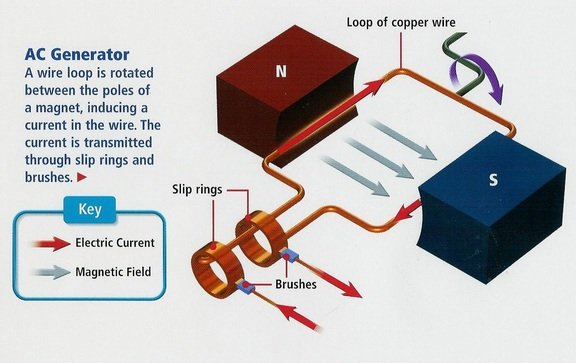 Loop of copper wire
AC Generator
A wire loop is rotated
between the poles of
a magnet, inducing a
current in the wire. The
current is transmitted
through slip rings and
brushes.
N
S
Slip rings
Key
Electric Current
Magnetic Field
Brushes